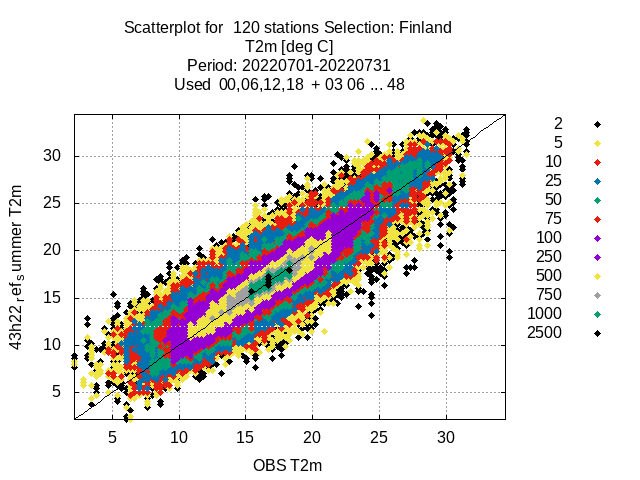 Scatterplot for  120 stations Selection: Finland
T2m [deg C]
Period: 20220701-20220731
Used  00,06,12,18  + 03 06 ... 48
43h22_ref_summer T2m
30
25
20
15
10
5
5 10 15 20 25 30
OBS T2m
2
5
10
25
50
75
100
250
500
750
1000
2500